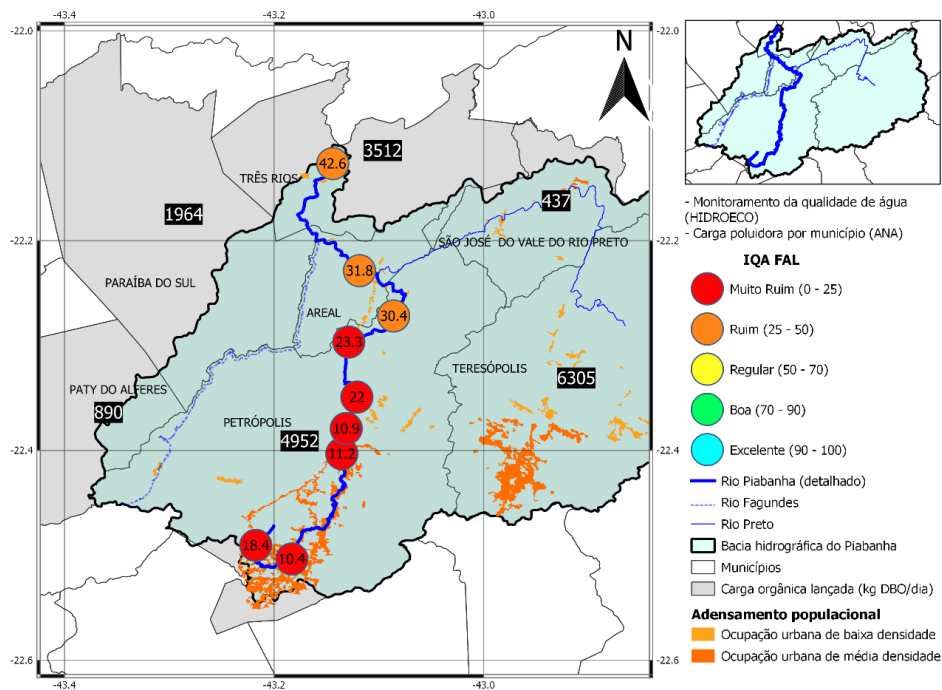 -43.4
-43.2
-43.0
-22.0
-22.0
N
3512
42.6
TRÊS RIOS
437
1964
-22.2
-22.2
SÃO JOSÉ DO VALE DO RIO PRETO
31.8
PARAÍBA DO SUL
AREAL
30.4
23.3
TERESÓPOLIS
6305
PATY DO ALFERES
22
890
PETRÓPOLIS
10.9
4952
11.2
-22.4
-22.4
18.4
10.4
-22.6
-22.6
-43.4
-43.2
-43.0
- Monitoramento da qualidade de água
(HIDROECO)
- Carga poluidora por município (ANA)
IQA FAL
Muito Ruim (0 - 25)
Ruim (25 - 50)
Regular (50 - 70)
Boa (70 - 90)
Excelente (90 - 100)
Rio Piabanha (detalhado)
Rio Fagundes
Rio Preto
Bacia hidrográfica do Piabanha
Municípios
Carga orgânica lançada (kg DBO/dia)
Adensamento populacional
Ocupação urbana de baixa densidade
Ocupação urbana de média densidade